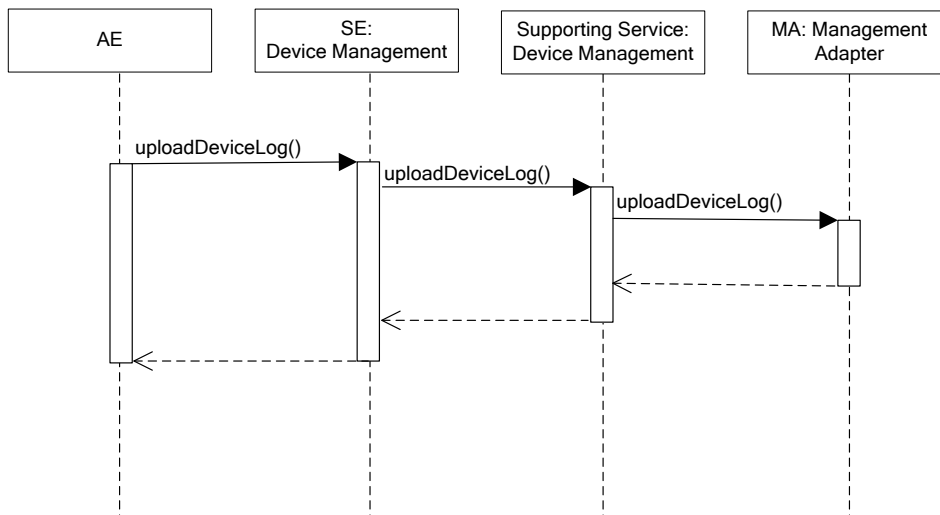 AE
SE:
Device Management
Supporting Service:
Device Management
MA: Management
Adapter
uploadDeviceLog()
uploadDeviceLog()
uploadDeviceLog()